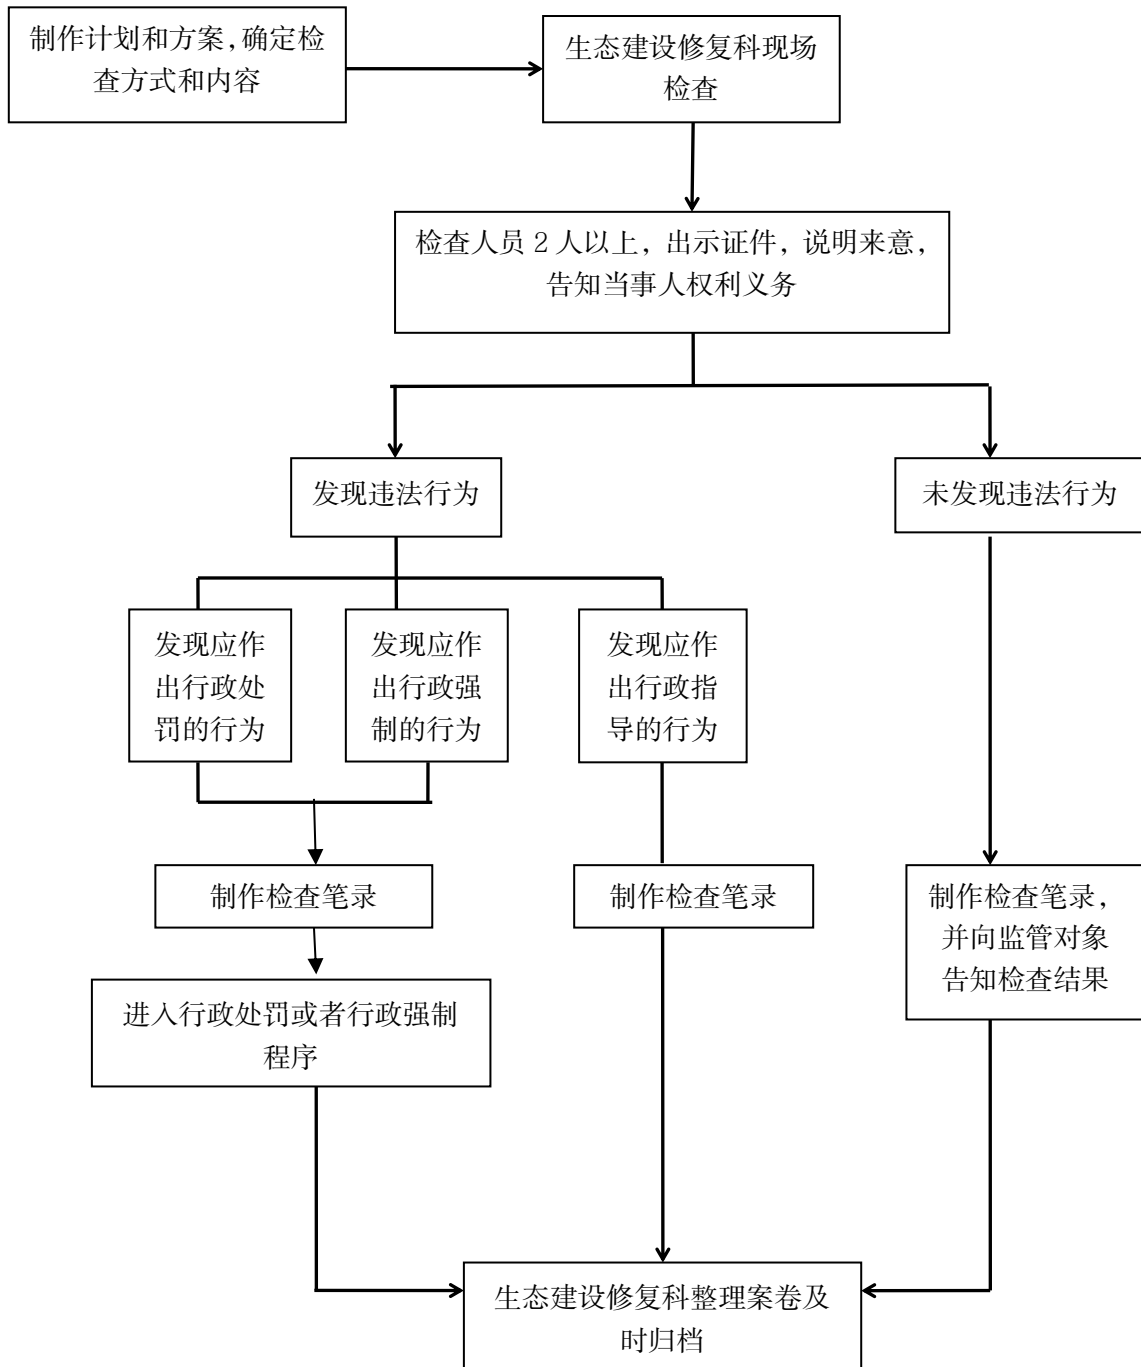 制作计划和方案，确定检
查方式和内容
生态建设修复科现场
检查
检查人员 2 人以上，出示证件，说明来意，
告知当事人权利义务
发现违法行为
未发现违法行为
发现应作
出行政处
罚的行为
发现应作
出行政强
制的行为
发现应作
出行政指
导的行为
制作检查笔录
制作检查笔录
制作检查笔录，
并向监管对象
告知检查结果
进入行政处罚或者行政强制
程序
生态建设修复科整理案卷及
时归档